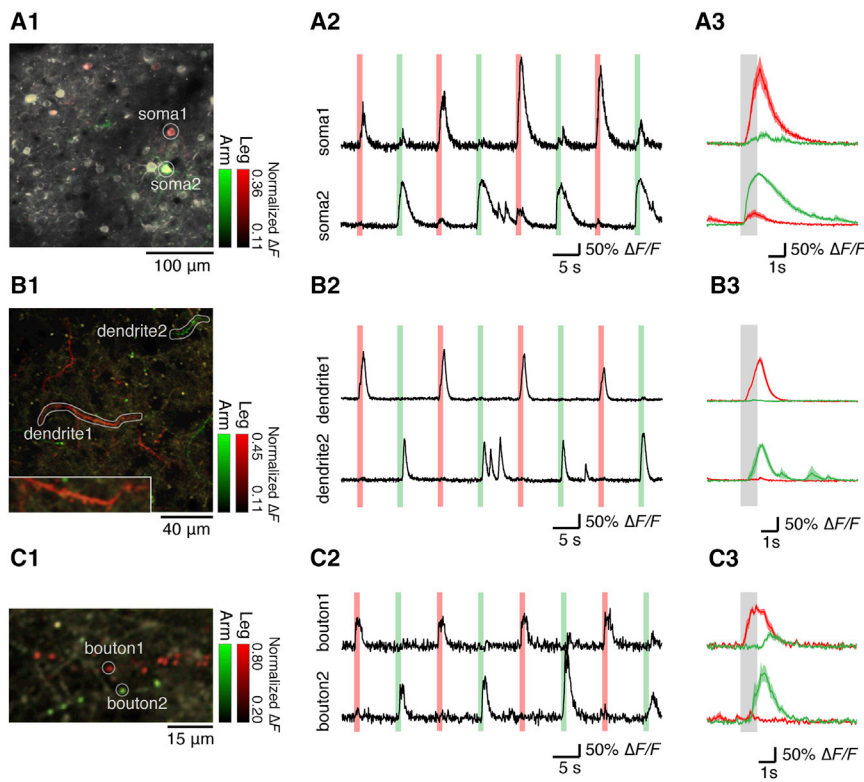 A1
A2
A3
soma1
soma2
Arm
Leg
0.36
0.11
Normalized ΔF
100 μm
soma1
soma2
50% ΔF/F
5 s
50% ΔF/F
1s
B1
B2
B3
dendrite2
dendrite1
Arm
Leg
0.45
0.11
Normalized ΔF
40 μm
dendrite1
dendrite2
50% ΔF/F
5 s
50% ΔF/F
1s
C1
C2
C3
bouton1
bouton2
Arm
Leg
0.80
0.20
Normalized ΔF
15 μm
bouton1
bouton2
50% ΔF/F
5 s
50% ΔF/F
1s